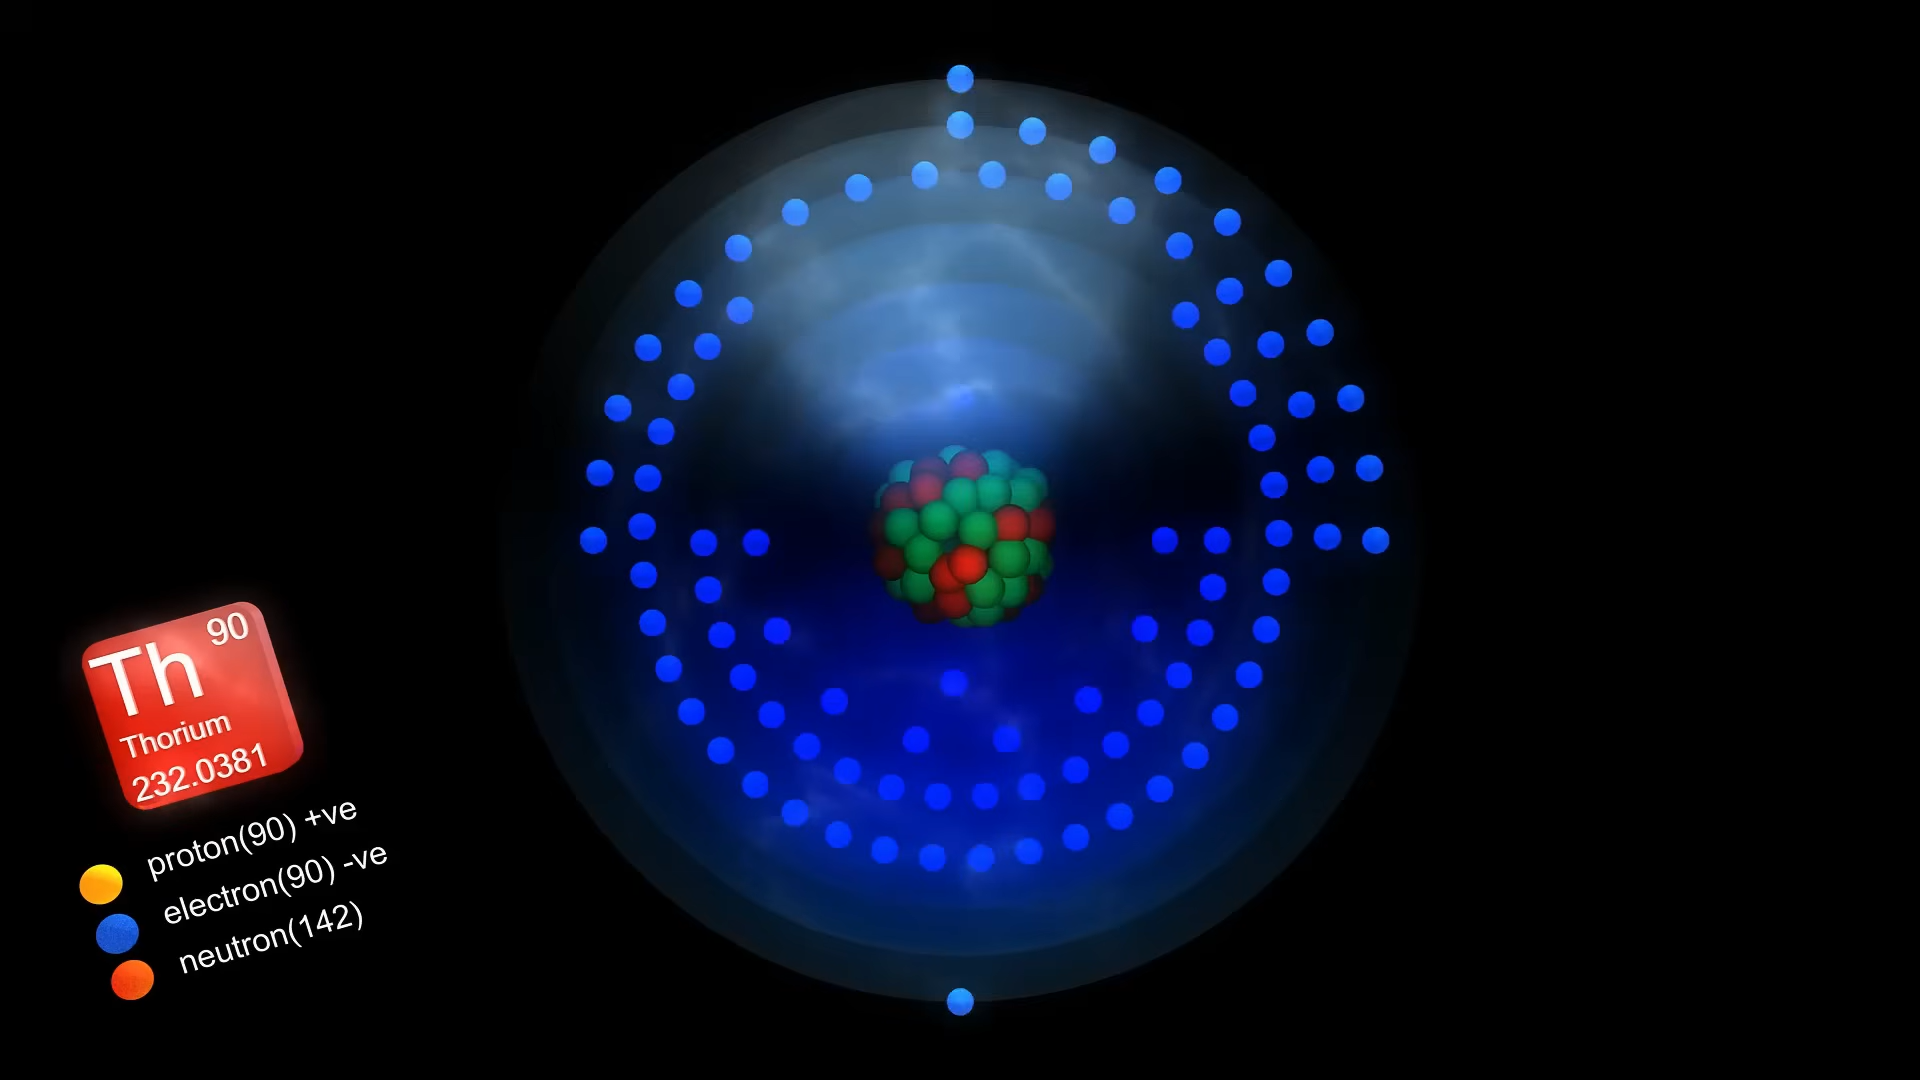 90
Th
Thorium
232.0381
proton(90) +ve
electron(90) -ve
neutron(142)